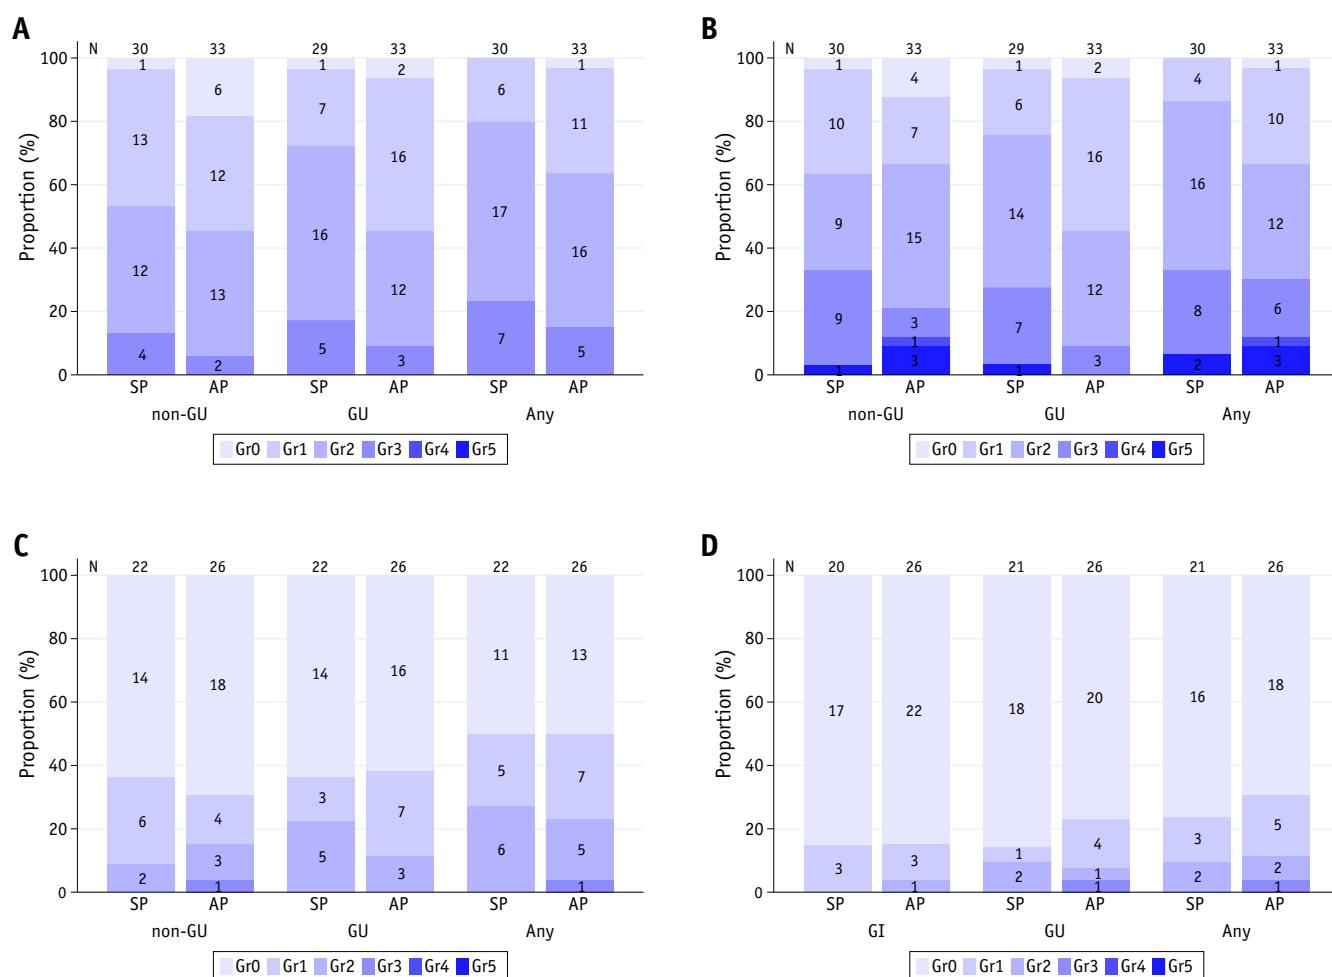 A
N 30 33 29 33 30 33
100
80
60
40
20
0
Proportion (%)
1 13 12 4
6 12 13 2
1 7 16 5
2 16 12 3
6 17 7
1 11 16 5
SP AP SP AP SP AP
non-GU GU Any
Gr0 Gr1 Gr2 Gr3 Gr4 Gr5
B
N 30 33 29 33 30 33
100
80
60
40
20
0
Proportion (%)
1 10 9 9 1
4 7 15 3 1 3
1 6 14 7 1
2 16 12 3
4 16 8 2
1 10 12 6 1 3
SP AP SP AP SP AP
non-GU GU Any
Gr0 Gr1 Gr2 Gr3 Gr4 Gr5
C
N 22 26 22 26 22 26
100
80
60
40
20
0
Proportion (%)
14 6 2
18 4 3 1
14 3 5
16 7 3
11 5 6
13 7 5 1
SP AP SP AP SP AP
non-GU GU Any
Gr0 Gr1 Gr2 Gr3 Gr4 Gr5
D
N 20 26 21 26 21 26
100
80
60
40
20
0
Proportion (%)
17 3
22 3 1
18 1 2
20 4 1 1
16 3 2
18 5 2 1
SP AP SP AP SP AP
GI GU Any
Gr0 Gr1 Gr2 Gr3 Gr4 Gr5